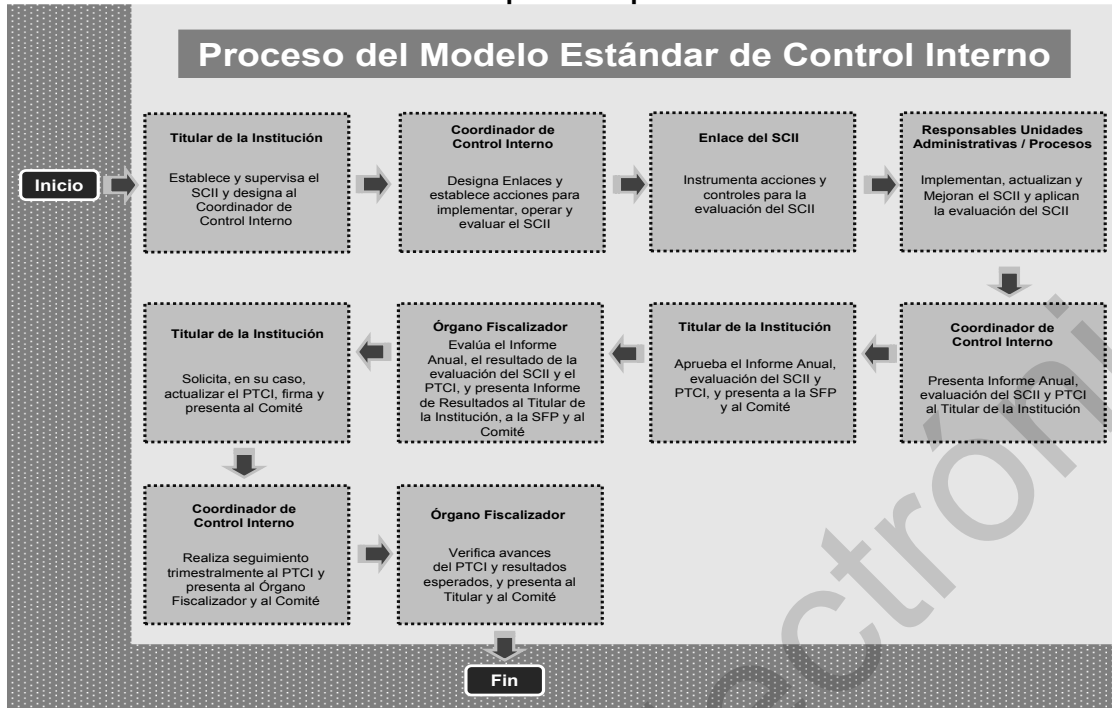 Proceso del Modelo Estándar de Control Interno
Inicio
Titular de la Institución
Establece y supervisa el
SCII y designa al
Coordinador de
Control Interno
Coordinador de
Control Interno
Designa Enlaces y
establece acciones para
implementar, operar y
evaluar el SCII
Enlace del SCII
Instrumenta acciones y
controles para la
evaluación del SCII
Responsables Unidades
Administrativas / Procesos
Implementan, actualizan y
Mejoran el SCII y aplican
la evaluación del SCII
Coordinador de
Control Interno
Presenta Informe Anual,
evaluación del SCII y PTCI
al Titular de la Institución
Titular de la Institución
Aprueba el Informe Anual,
evaluación del SCII y
PTCI, y presenta a la SFP
y al Comité
Órgano Fiscalizador
Evalúa el Informe
Anual, el resultado de la
evaluación del SCII y el
PTCI, y presenta Informe
de Resultados al Titular de
la Institución, a la SFP y al
Comité
Titular de la Institución
Solicita, en su caso,
actualizar el PTCI, firma y
presenta al Comité
Coordinador de
Control Interno
Realiza seguimiento
trimestralmente al PTCI y
presenta al Órgano
Fiscalizador y al Comité
Órgano Fiscalizador
Verifica avances
del PTCI y resultados
esperados, y presenta al
Titular y al Comité
Fin